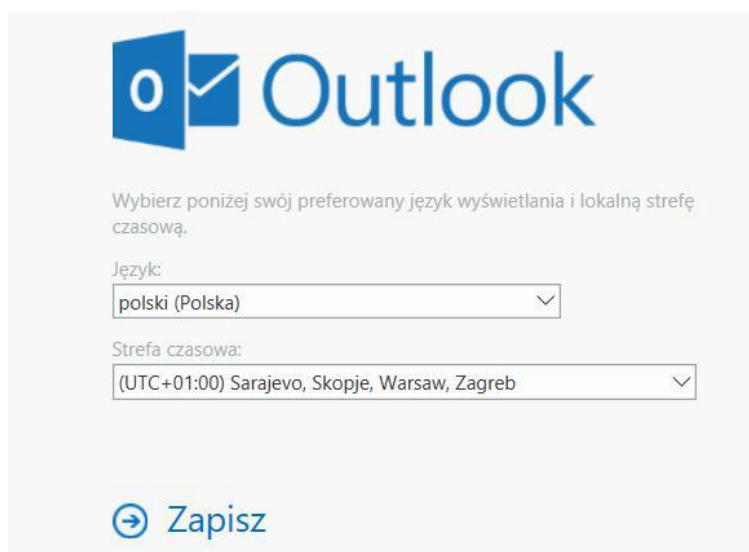 Outlook
Wybierz poniżej swój preferowany język wyświetlania i lokalną strefę
czasową.
Język:
polski (Polska)
Strefa czasowa:
(UTC+01:00) Sarajevo, Skopje, Warsaw, Zagreb
Zapisz